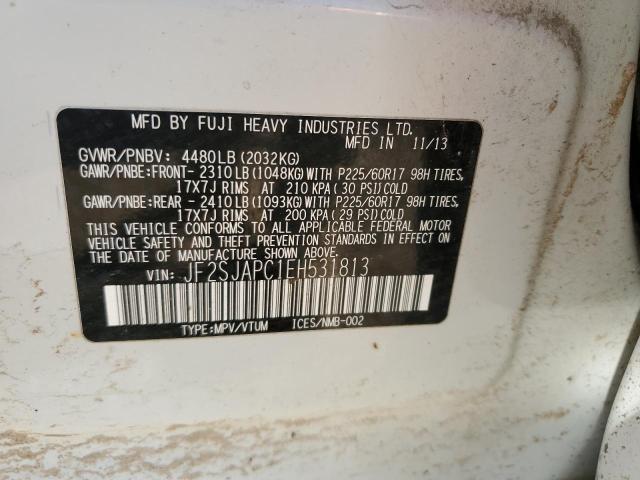 MFD BY FUJI HEAVY INDUSTRIES LTD.
MFD IN 11/13
GVWR/PNBV: 4480LB (2032KG)
GAWR/PNBE:FRONT- 2310LB (1048KG)WITH P225/60R17 98H TIRES,
17X7J RIMS AT 210 KPA (30 PSI)COLD
GAWR/PNBE:REAR - 2410LB (1093KG)WITH P225/60R17 98H TIRES,
17X7J RIMS AT 200 KPA (29 PSI)COLD
THIS VEHICLE CONFORMS TO ALL APPLICABLE FEDERAL MOTOR
VEHICLE SAFETY AND THEFT PREVENTION STANDARDS IN EFFECT ON
THE DATE OF MANUFACTURE SHOWN ABOVE.
VIN: JF2SJAPC1EH531813
TYPE:MPV/VTUM ICES/NMB-002